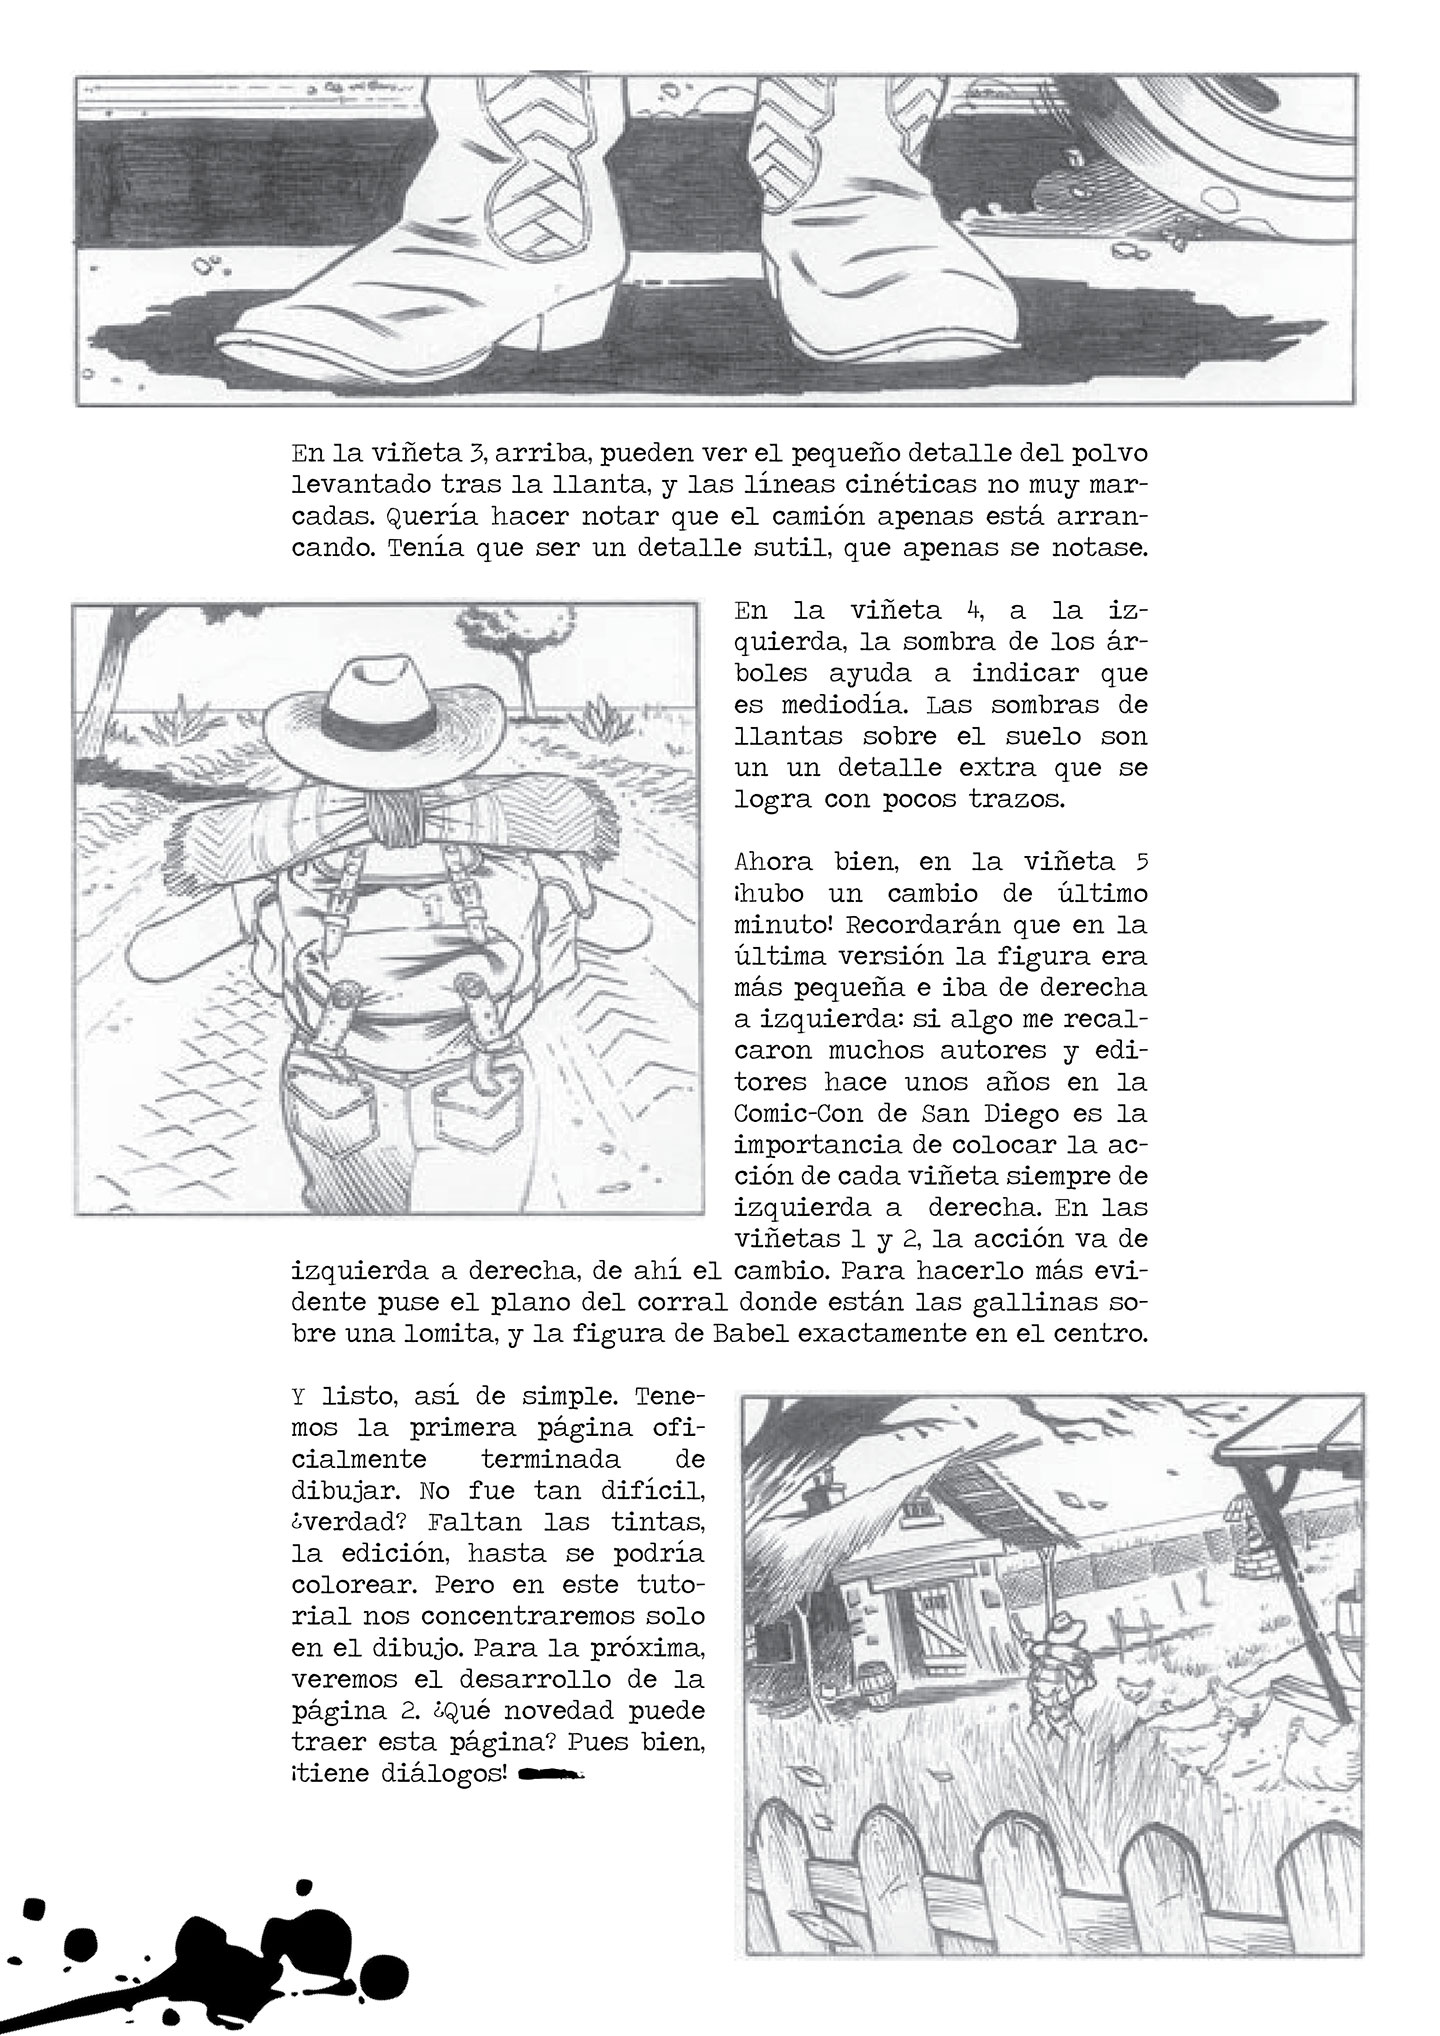 En la viñeta 3, arriba, pueden ver el pequeño detalle del polvo
levantado tras la llanta, y las líneas cinéticas no muy mar-
cadas. Quería hacer notar que el camión apenas está arran-
cando. Tenía que ser un detalle sutil, que apenas se notase.
En la viñeta 4, a la iz-
quierda, la sombra de los ár-
boles ayuda a indicar que
es mediodía. Las sombras de
llantas sobre el suelo son
un un detalle extra que se
logra con pocos trazos.
Ahora bien, en la viñeta 5
¡hubo un cambio de último
minuto! Recordarán que en la
última versión la figura era
más pequeña e iba de derecha
a izquierda: si algo me recal-
caron muchos autores y edi-
tores hace unos años en la
Comic-Con de San Diego es la
importancia de colocar la ac-
ción de cada viñeta siempre de
izquierda a derecha. En las
viñetas 1 y 2, la acción va de
izquierda a derecha, de ahí el cambio. Para hacerlo más evi-
dente puse el plano del corral donde están las gallinas so-
bre una lomita, y la figura de Babel exactamente en el centro.
Y listo, así de simple. Tene-
mos la primera página ofi-
cialmente terminada de
dibujar. No fue tan difícil,
¿verdad? Faltan las tintas,
la edición, hasta se podría
colorear. Pero en este tuto-
rial nos concentraremos solo
en el dibujo. Para la próxima,
veremos el desarrollo de la
página 2. ¿Qué novedad puede
traer esta página? Pues bien,
¡tiene diálogos!